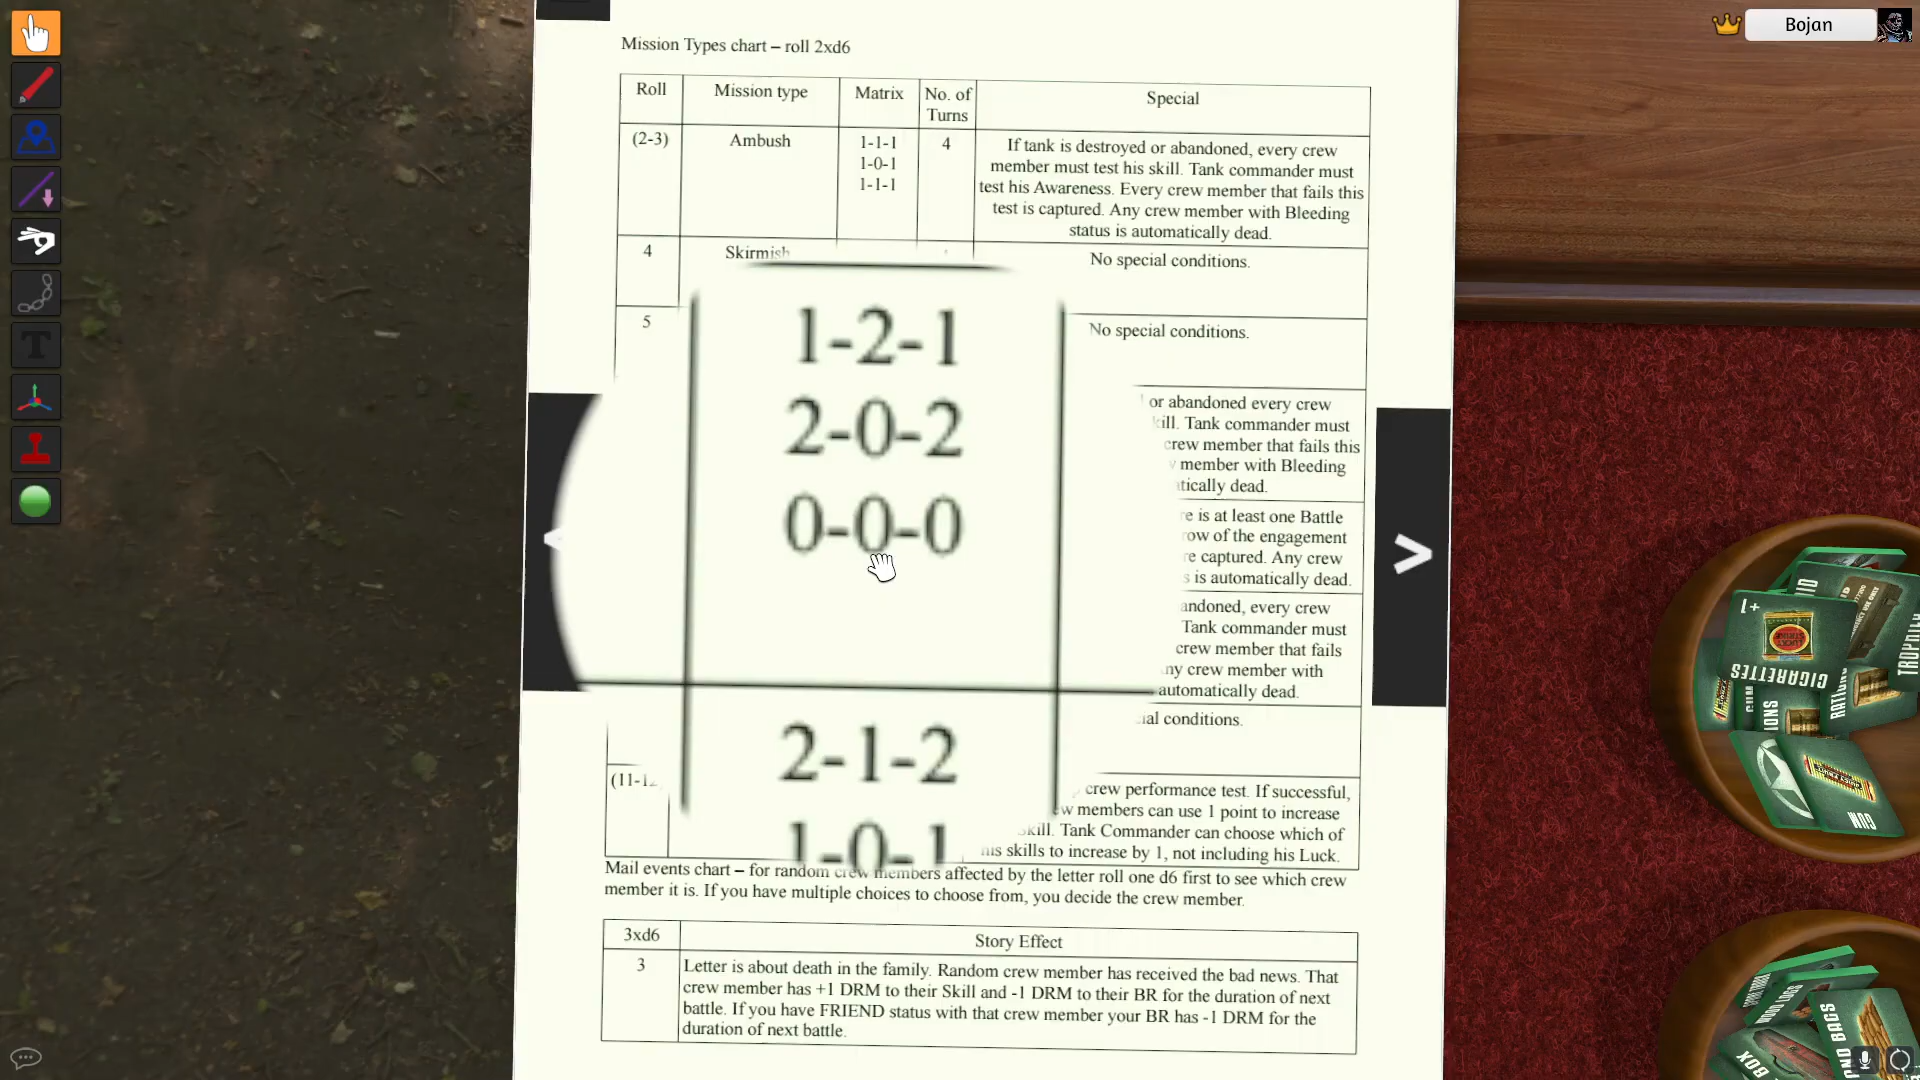 Bojan
Mission Types chart – roll 2xd6
Roll
Mission type
Matrix
No. of
Turns
Special
(2-3)
Ambush
1-1-1
1-0-1
1-1-1
4
If tank is destroyed or abandoned, every crew
member must test his skill. Tank commander must
test his Awareness. Every crew member that fails this
test is captured. Any crew member with Bleeding
status is automatically dead.
4
Skirmish
No special conditions.
5
No special conditions.
1-2-1
2-0-2
0-0-0
2-1-2
1-0-1
or abandoned every crew
Tank commander must
crew member that fails this
member with Bleeding
dead.
is at least one Battle
row of the engagement
captured. Any crew
is automatically dead.
every crew
Tank commander must
crew member that fails
crew member with
automatically dead.
conditions.
crew performance test. If successful,
members can use 1 point to increase
skill. Tank Commander can choose which of
his skills to increase by 1, not including his Luck.
Mail events chart – for random crew members affected by the letter roll one d6 first to see which crew
member it is. If you have multiple choices to choose from, you decide the crew member.
3xd6
Story Effect
3
Letter is about death in the family. Random crew member has received the bad news. That
crew member has +1 DRM to their Skill and -1 DRM to their BR for the duration of next
battle. If you have FRIEND status with that crew member your BR has -1 DRM for the
duration of next battle.
<
>
T
+1
LUCKY
STRIKE
CIGARETTES
GUM
BOX
BAGS